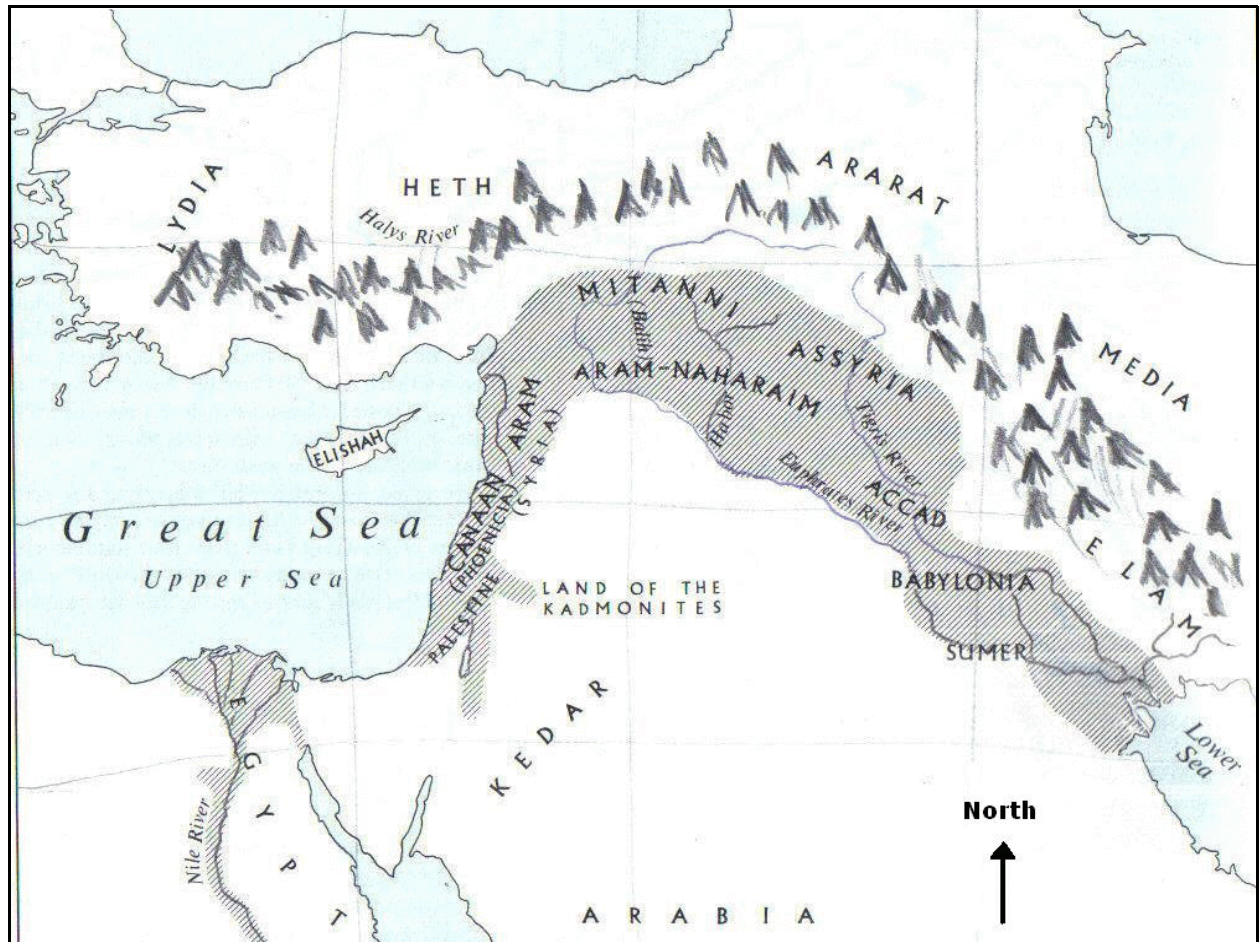 ARARAT
HETH
LYDIA
Halys River
MITANNI
Balih
MEDIA
ASSYRIA
ARAM-NAHARAIM
ARAM
(SYRIA)
Habor
Tigris River
ELISHAH
Euphrates River
ACCAD
CANAAN
(PHOENICIA)
Great Sea
Upper Sea
ELAM
BABYLONIA
LAND OF THE
KADMONITES
PALESTINE
SUMER
EGYPT
KEDAR
Lower
Sea
Nile River
North
ARABIA